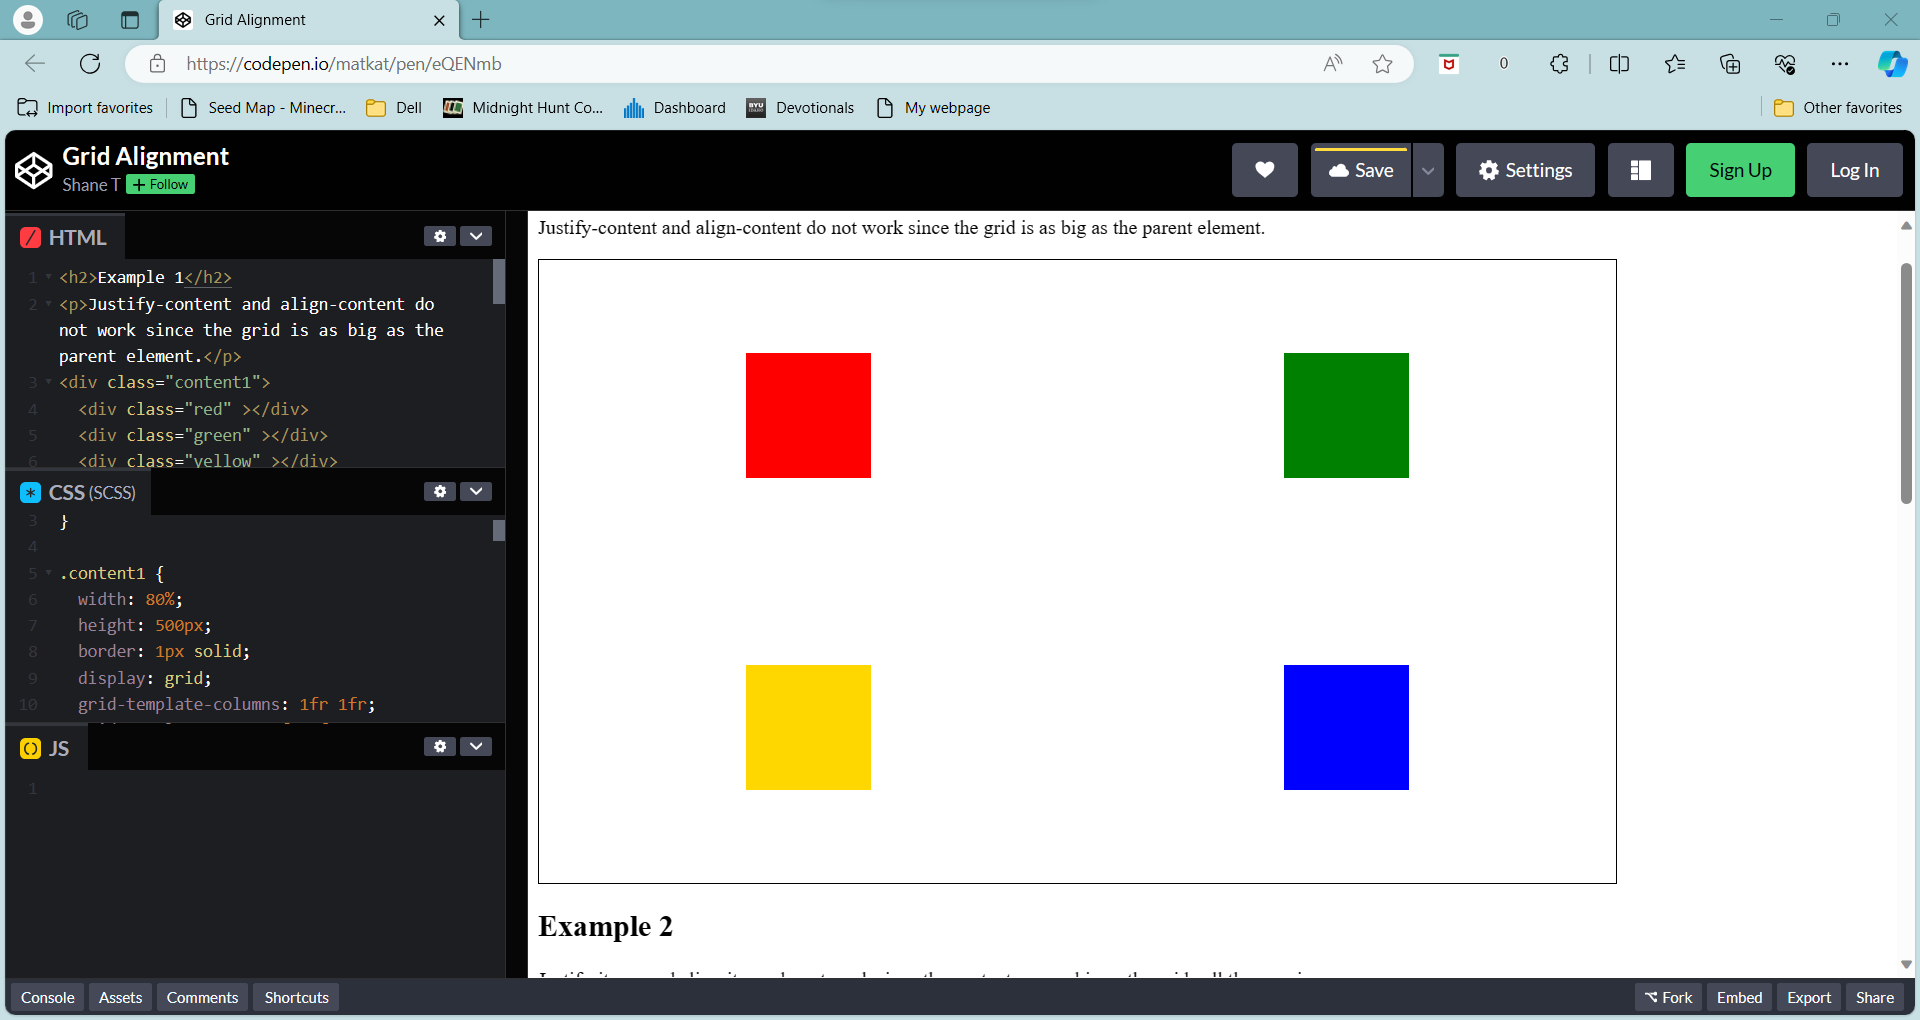 Grid Alignment
https://codepen.io/matkat/pen/eQENmb
0
Import favorites
Seed Map - Minecr...
Dell
Midnight Hunt Co...
Dashboard
BYU
Devotionals
My webpage
Other favorites
Grid Alignment
Shane T
+ Follow
Save
Settings
Sign Up
Log In
HTML
1 <h2>Example 1</h2>
2 <p>Justify-content and align-content do
not work since the grid is as big as the
parent element.</p>
3 <div class="content1">
4 <div class="red" ></div>
5 <div class="green" ></div>
6 <div class="yellow" ></div>
CSS (SCSS)
3 }
4
5 .content1 {
6 width: 80%;
7 height: 500px;
8 border: 1px solid;
9 display: grid;
10 grid-template-columns: 1fr 1fr;
JS
1
Justify-content and align-content do not work since the grid is as big as the parent element.
Example 2
Console
Assets
Comments
Shortcuts
Fork
Embed
Export
Share